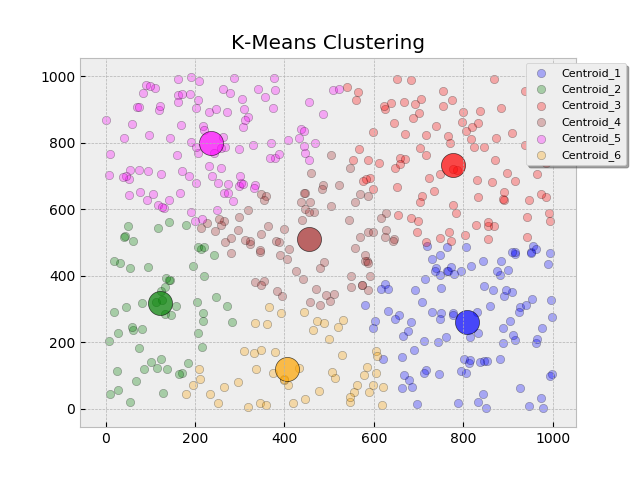 K-Means Clustering
1000
800
600
400
200
0
0 200 400 600 800 1000
Centroid_1
Centroid_2
Centroid_3
Centroid_4
Centroid_5
Centroid_6